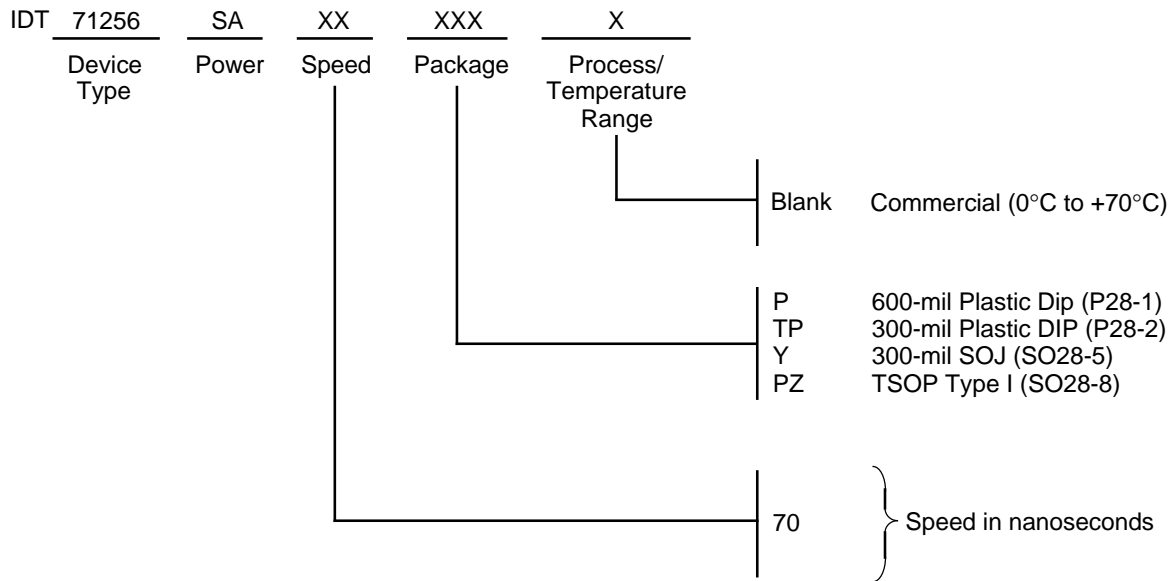 IDT 71256 SA XX XXX X
Device Type Power Speed Package Process/ Temperature Range
Blank Commercial (0°C to +70°C)
P 600-mil Plastic Dip (P28-1)
TP 300-mil Plastic DIP (P28-2)
Y 300-mil SOJ (SO28-5)
PZ TSOP Type I (SO28-8)
70 Speed in nanoseconds